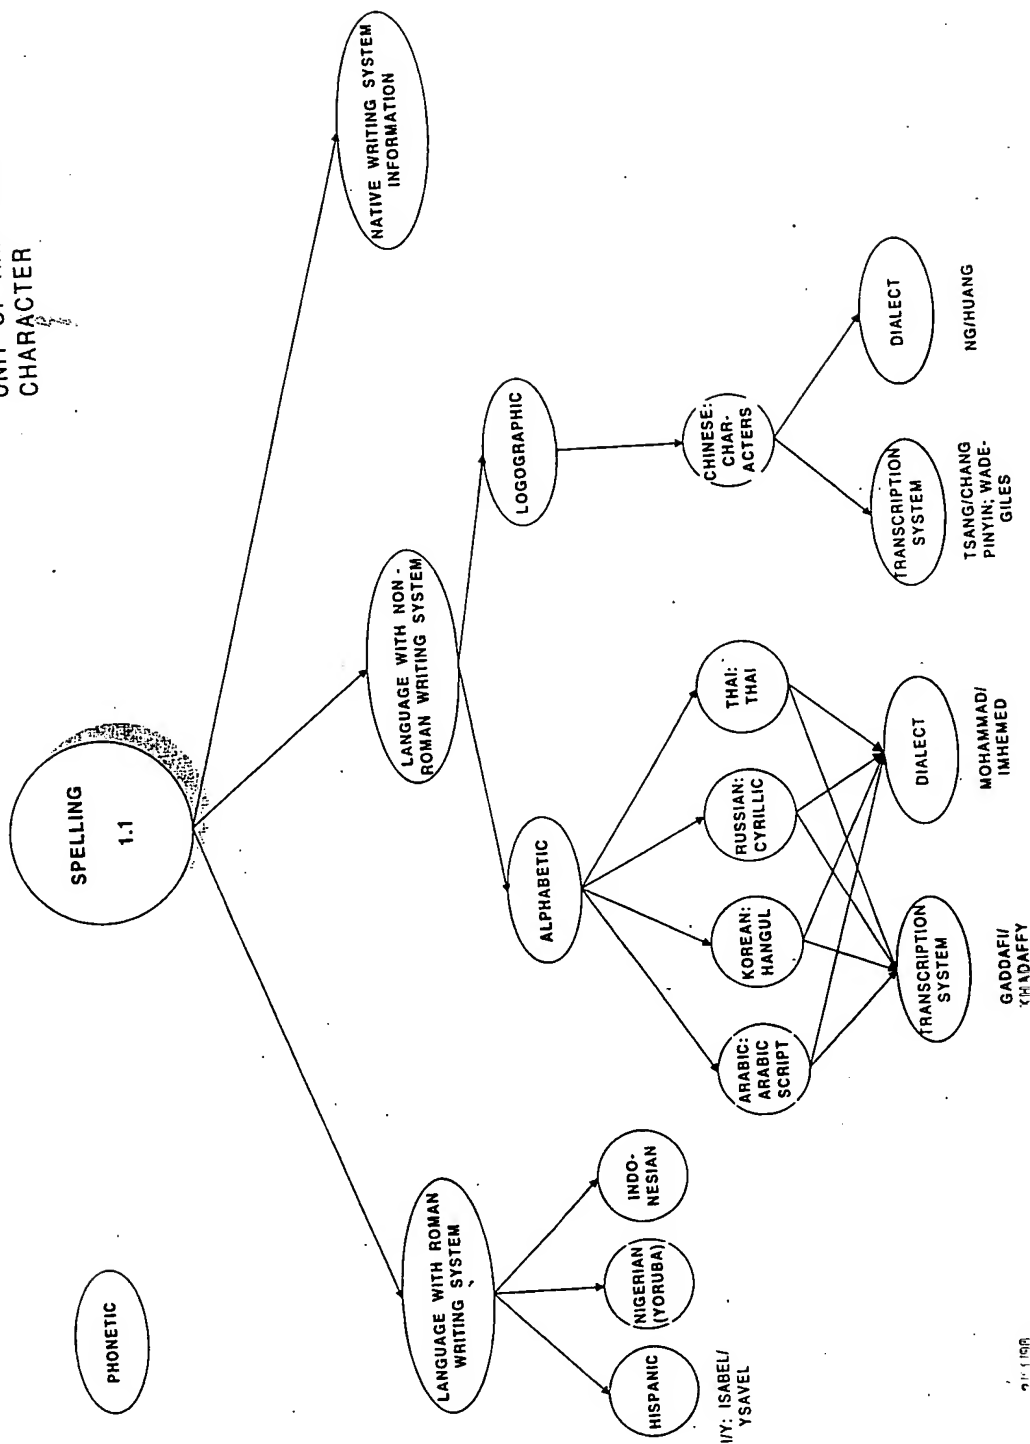 CHARACTER
PHONETIC
SPELLING
1.1
LANGUAGE WITH ROMAN
WRITING SYSTEM
LANGUAGE WITH NON-
ROMAN WRITING SYSTEM
NATIVE WRITING SYSTEM
INFORMATION
ALPHABETIC
LOGOGRAPHIC
HISPANIC
NIGERIAN
(YORUBA)
INDO-
NESIAN
ARABIC:
ARABIC
SCRIPT
KOREAN:
HANGUL
RUSSIAN:
CYRILLIC
THAI:
THAI
CHINESE:
CHAR-
ACTERS
I/Y: ISABEL/
YSAVEL
TRANSCRIPTION
SYSTEM
DIALECT
TRANSCRIPTION
SYSTEM
DIALECT
GADDAFI/
MOHAMMAD/
IMHEMED
TSANG/CHANG
PINYIN; WADE-
GILES
NG/HUANG